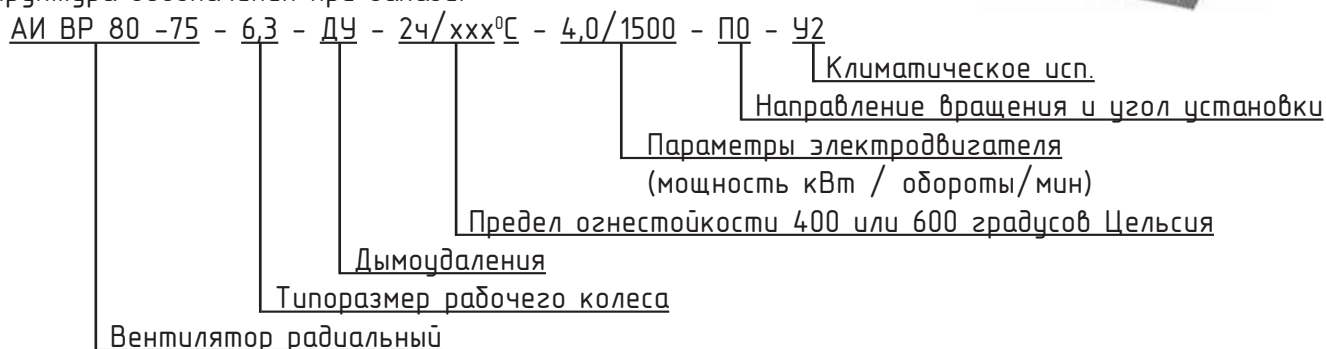 АИ ВР 80 -75 - 6,3 - ДУ - 2ч/ххх⁰С - 4,0/1500 - П0 - У2
Климатическое исп.
Направление вращения и угол установки
Параметры электродвигателя
(мощность кВт / обороты/мин)
Предел огнестойкости 400 или 600 градусов Цельсия
Дымоудаления
Типоразмер рабочего колеса
Вентилятор радиальный